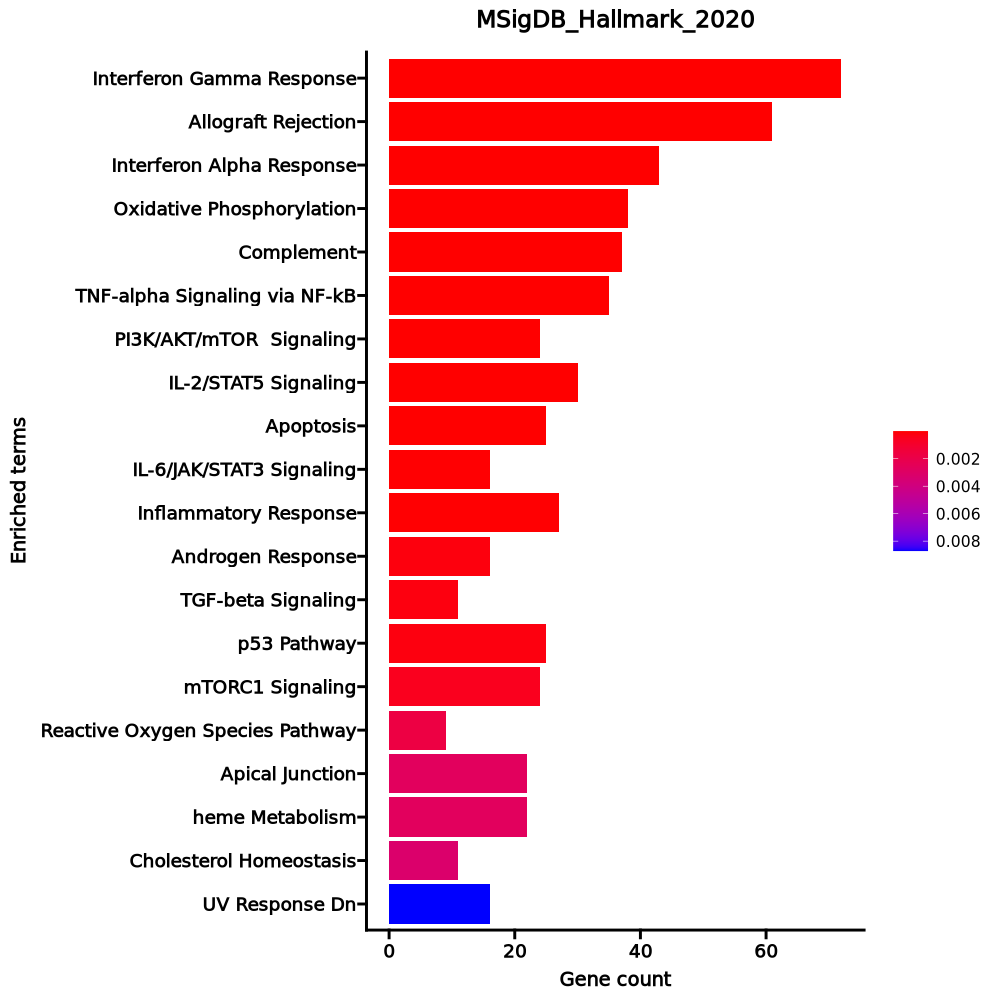 MSigDB_Hallmark_2020
Interferon Gamma Response
Allograft Rejection
Interferon Alpha Response
Oxidative Phosphorylation
Complement
TNF-alpha Signaling via NF-kB
PI3K/AKT/mTOR  Signaling
IL-2/STAT5 Signaling
Apoptosis
IL-6/JAK/STAT3 Signaling
Inflammatory Response
Androgen Response
TGF-beta Signaling
p53 Pathway
mTORC1 Signaling
Reactive Oxygen Species Pathway
Apical Junction
heme Metabolism
Cholesterol Homeostasis
UV Response Dn
Enriched terms
0 20 40 60
Gene count
0.002
0.004
0.006
0.008